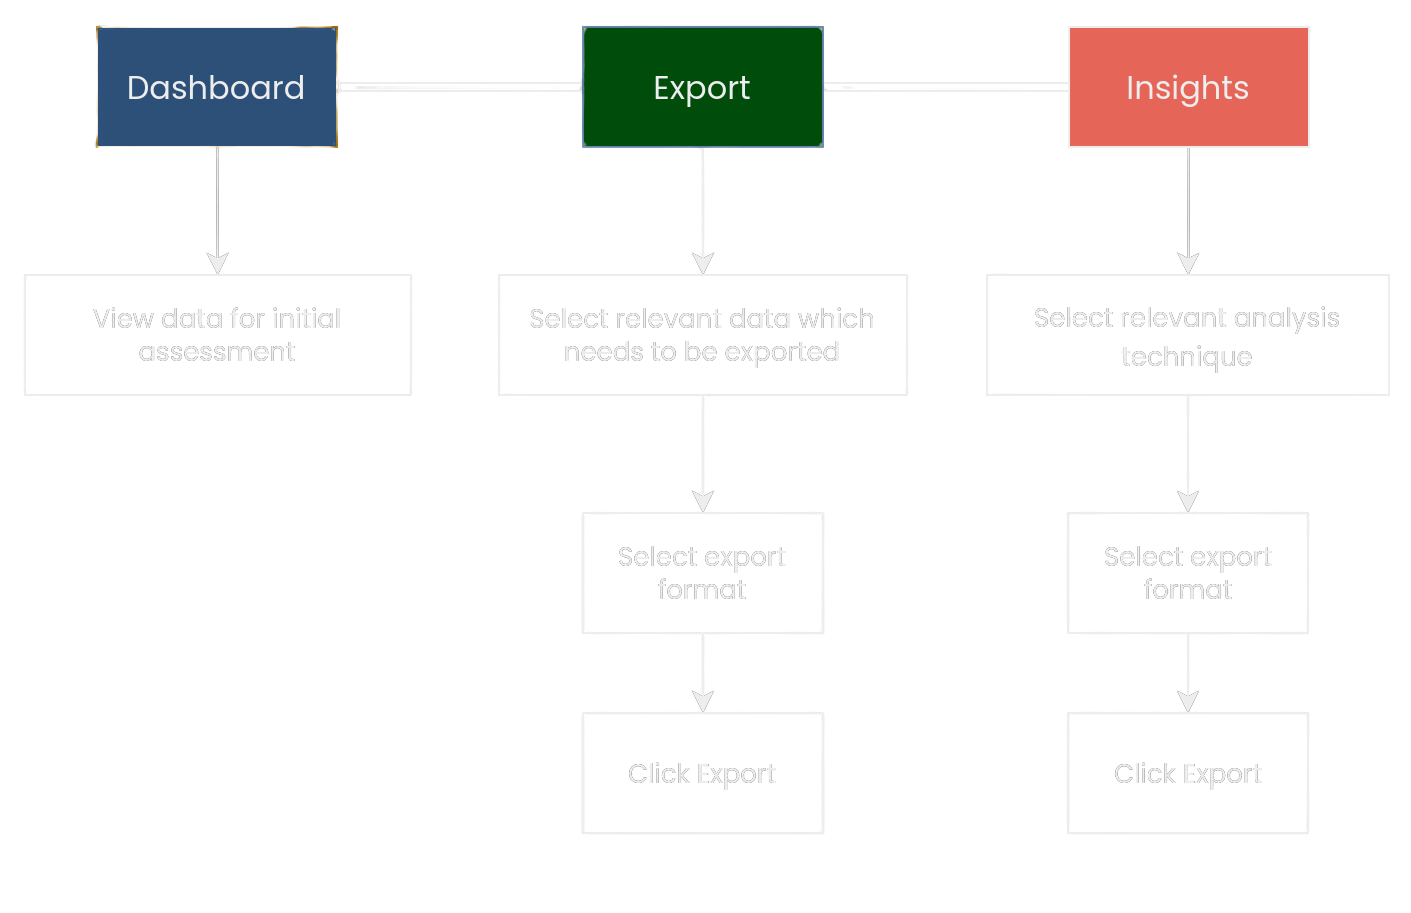 Dashboard
Export
Insights
View data for initial
assessment
Select relevant data which
needs to be exported
Select relevant analysis
technique
Select export
format
Select export
format
Click Export
Click Export